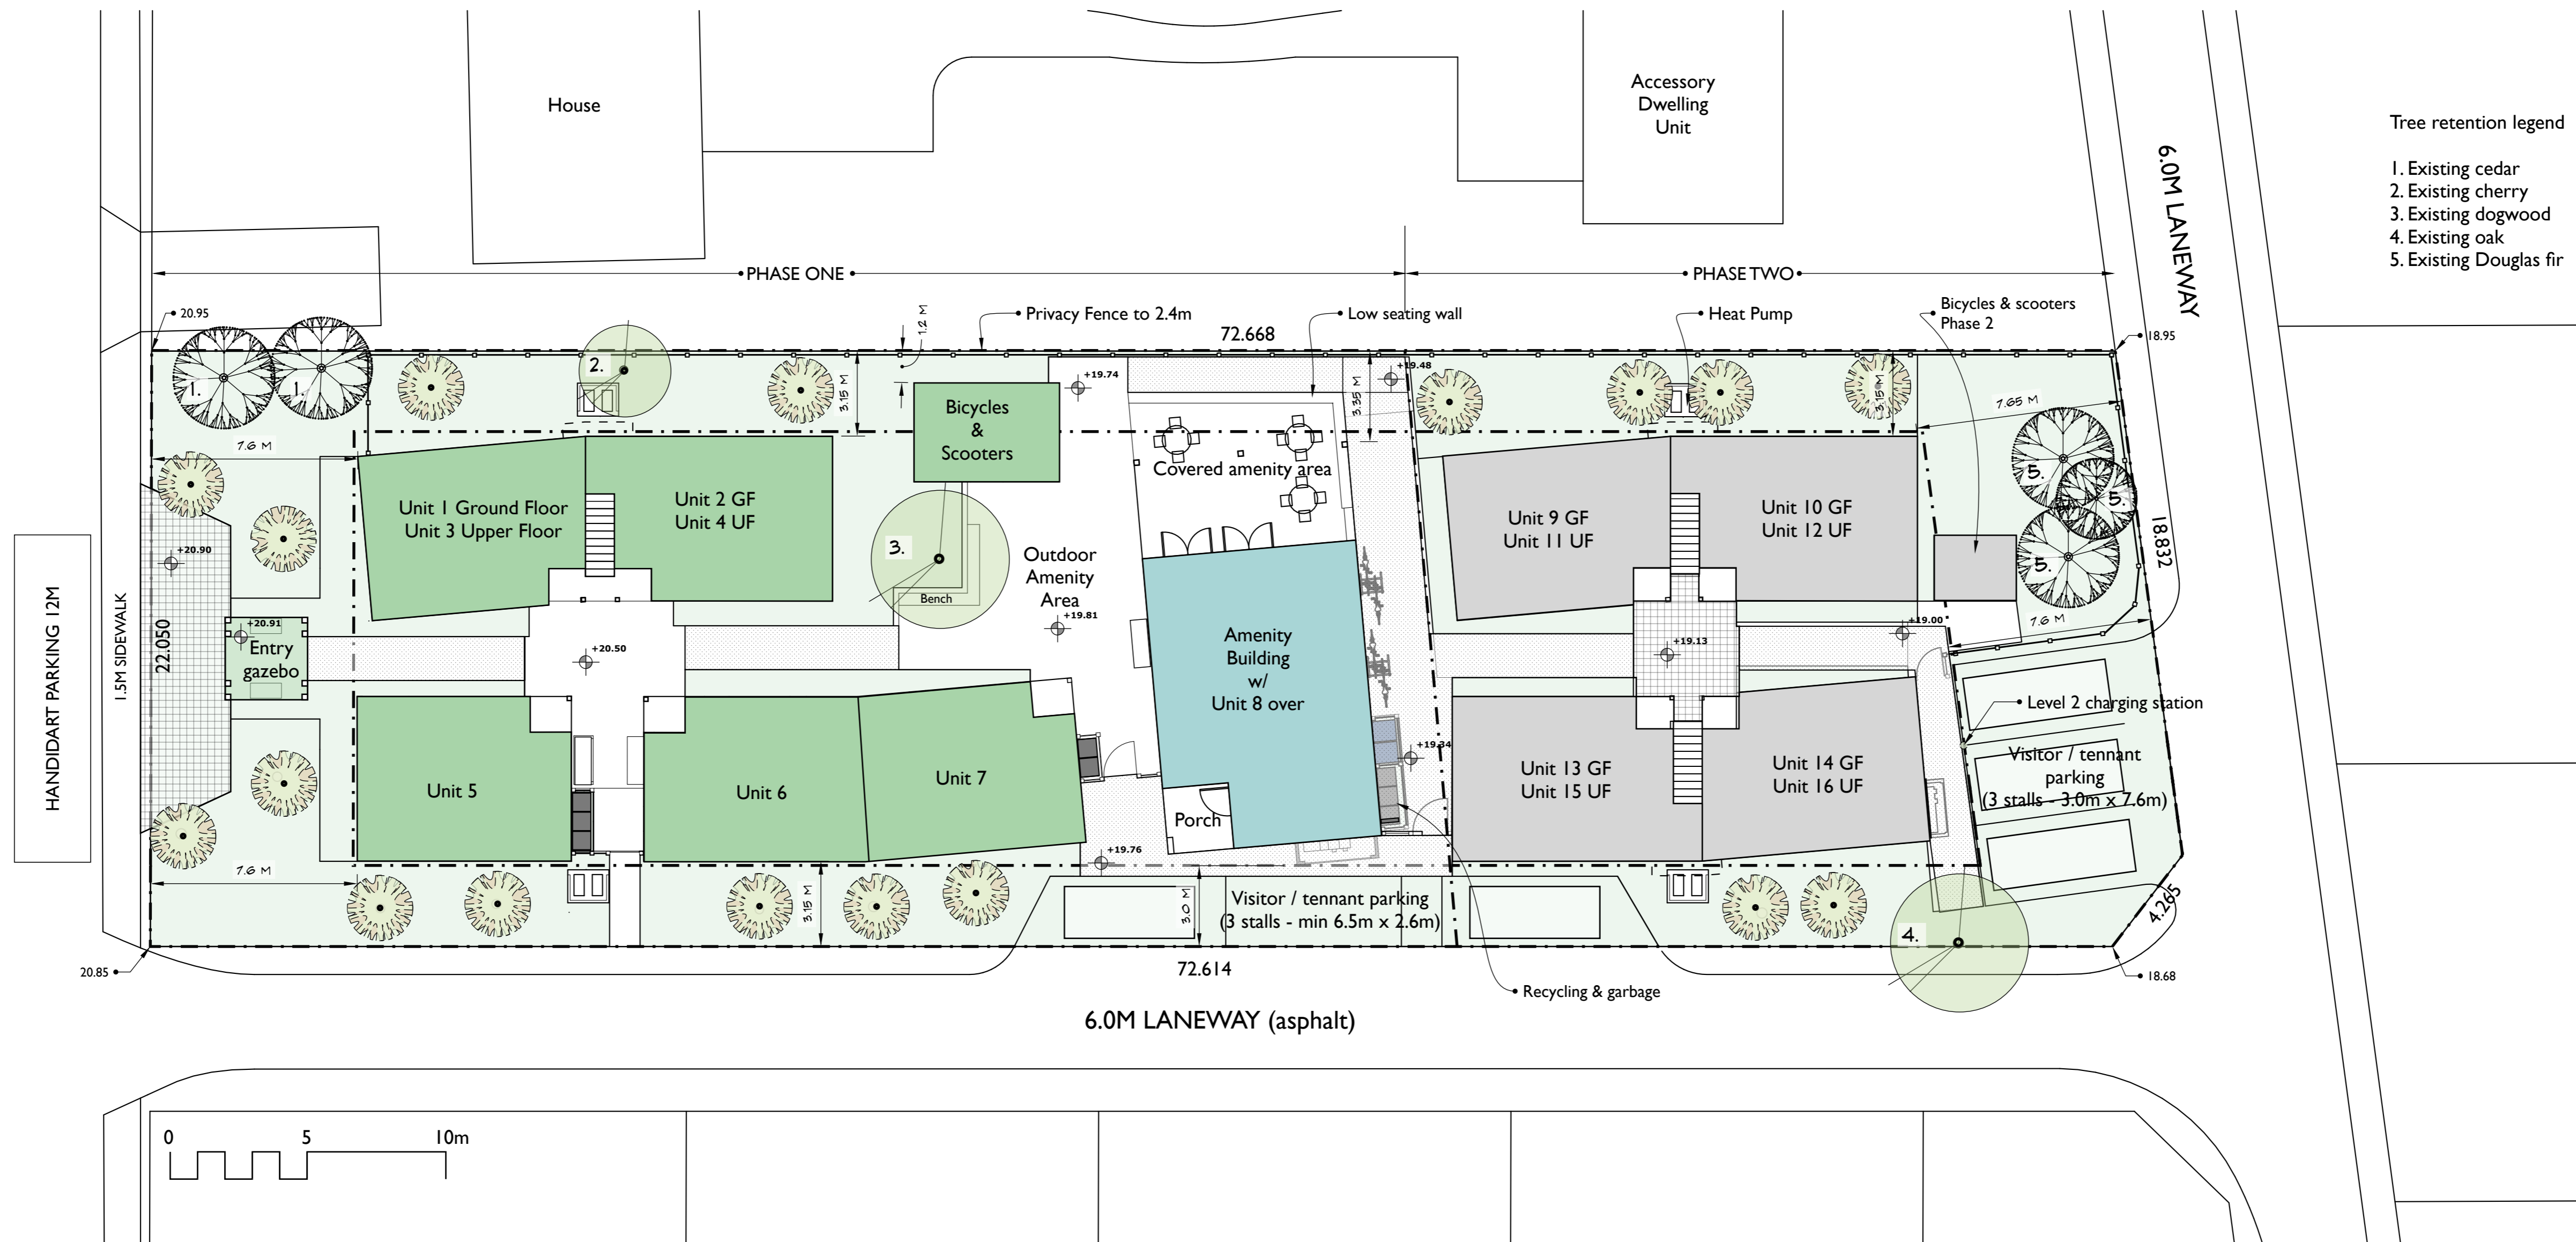 House
Accessory
Dwelling
Unit
Tree retention legend
1. Existing cedar
2. Existing cherry
3. Existing dogwood
4. Existing oak
5. Existing Douglas fir
6.0M LANEWAY
PHASE ONE
PHASE TWO
20.95
1.2 M
Privacy Fence to 2.4m
72.668
Low seating wall
Heat Pump
Bicycles & scooters
Phase 2
18.95
1.
1.
2.
3.15 M
+19.74
3.35 M
+19.48
3.15 M
7.65 M
7.6 M
Bicycles
&
Scooters
Covered amenity area
5.
5.
5.
Unit 1 Ground Floor
Unit 3 Upper Floor
Unit 2 GF
Unit 4 UF
3.
Bench
Outdoor
Amenity
Area
+19.81
Unit 9 GF
Unit 11 UF
Unit 10 GF
Unit 12 UF
18.832
+20.90
HANDIDART PARKING 12M
1.5M SIDEWALK
22.050
+20.91
Entry
gazebo
+20.50
Amenity
Building
w/
Unit 8 over
+19.13
+19.00
7.6 M
Level 2 charging station
Visitor / tennant
parking
(3 stalls - 3.0m x 7.6m)
Unit 5
Unit 6
Unit 7
Porch
+19.34
Unit 13 GF
Unit 15 UF
Unit 14 GF
Unit 16 UF
+19.76
7.6 M
3.15 M
3.0 M
Visitor / tennant parking
(3 stalls - min 6.5m x 2.6m)
4.
4.265
20.85
72.614
18.68
Recycling & garbage
6.0M LANEWAY (asphalt)
0 5 10m